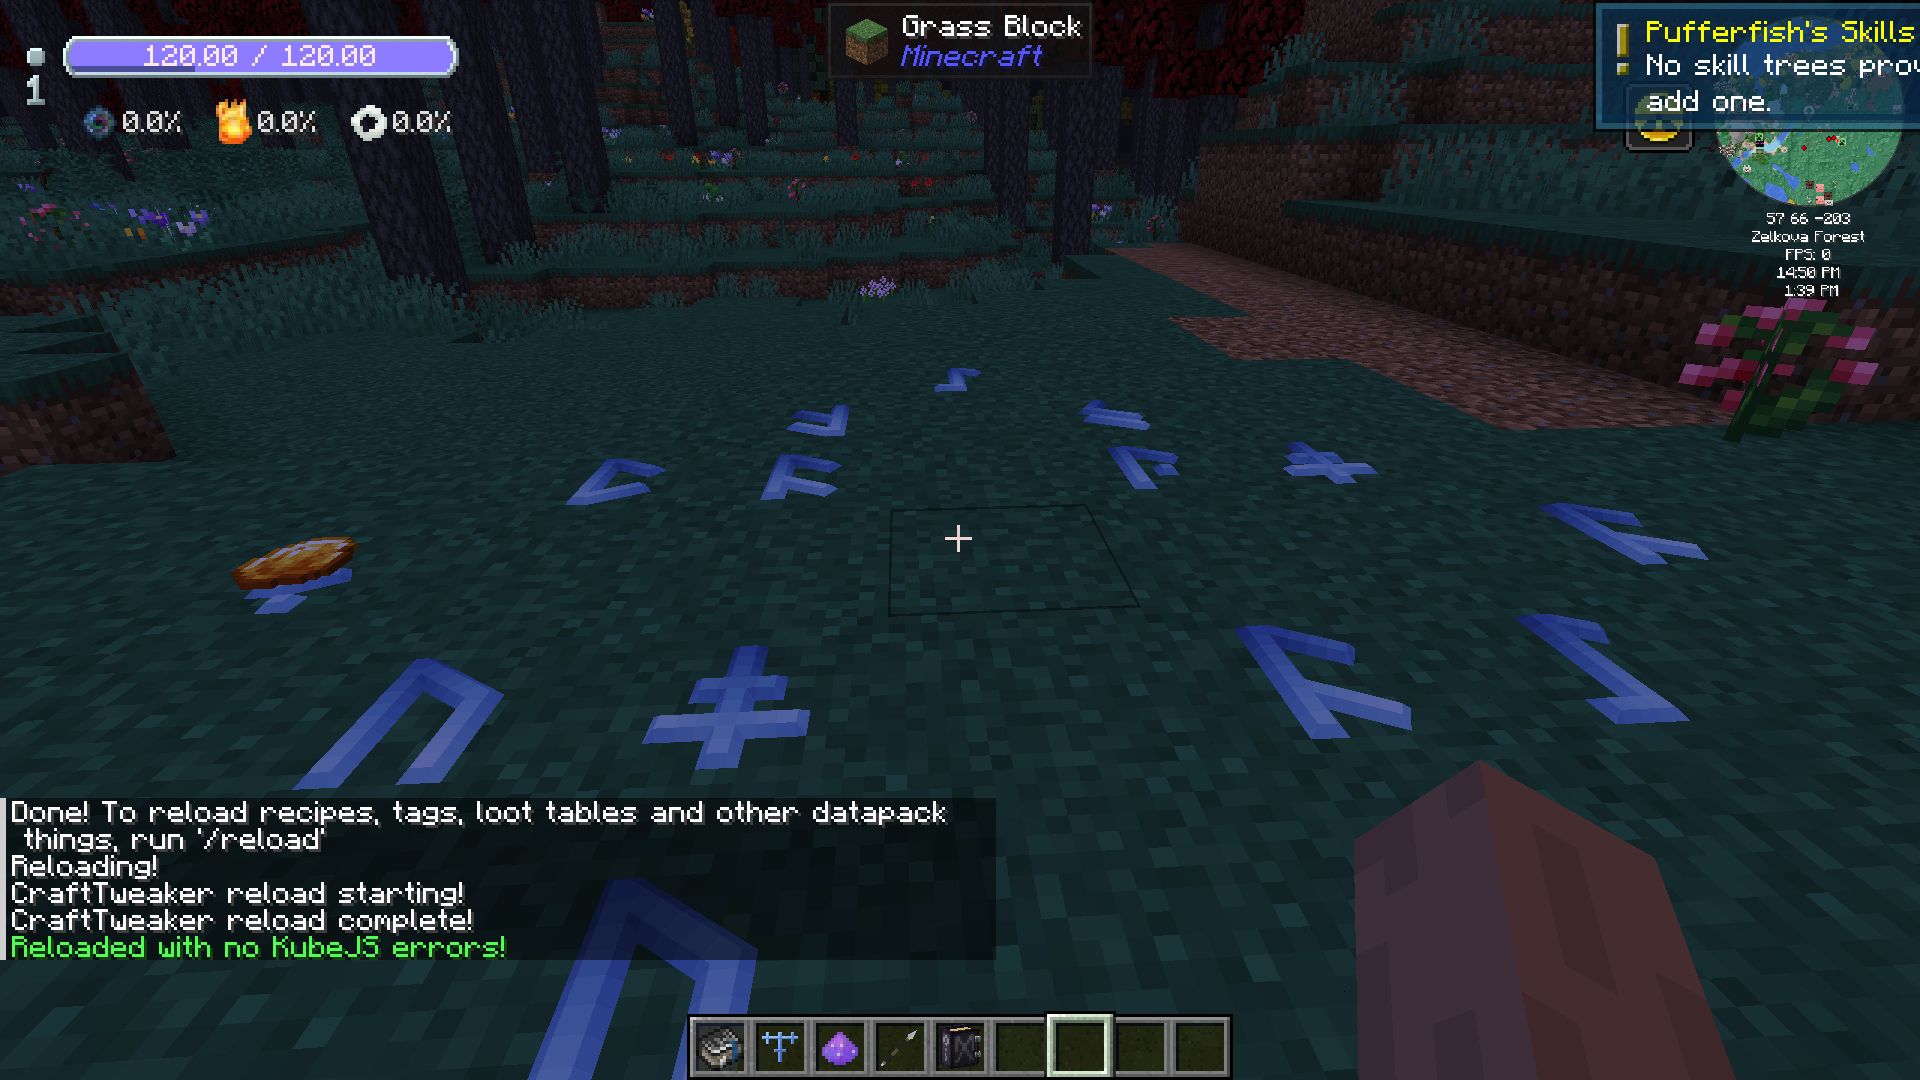 120.00 / 120.00
1
0.0% 0.0% 0.0%
Grass Block
Minecraft
Pufferfish's Skills
No skill trees prov
add one.
57 66 -203
Zelkova Forest
FPS: 0
14:50 PM
1:39 PM
Done! To reload recipes, tags, loot tables and other datapack
things, run '/reload'
Reloading!
CraftTweaker reload starting!
CraftTweaker reload complete!
Reloaded with no KubeJS errors!